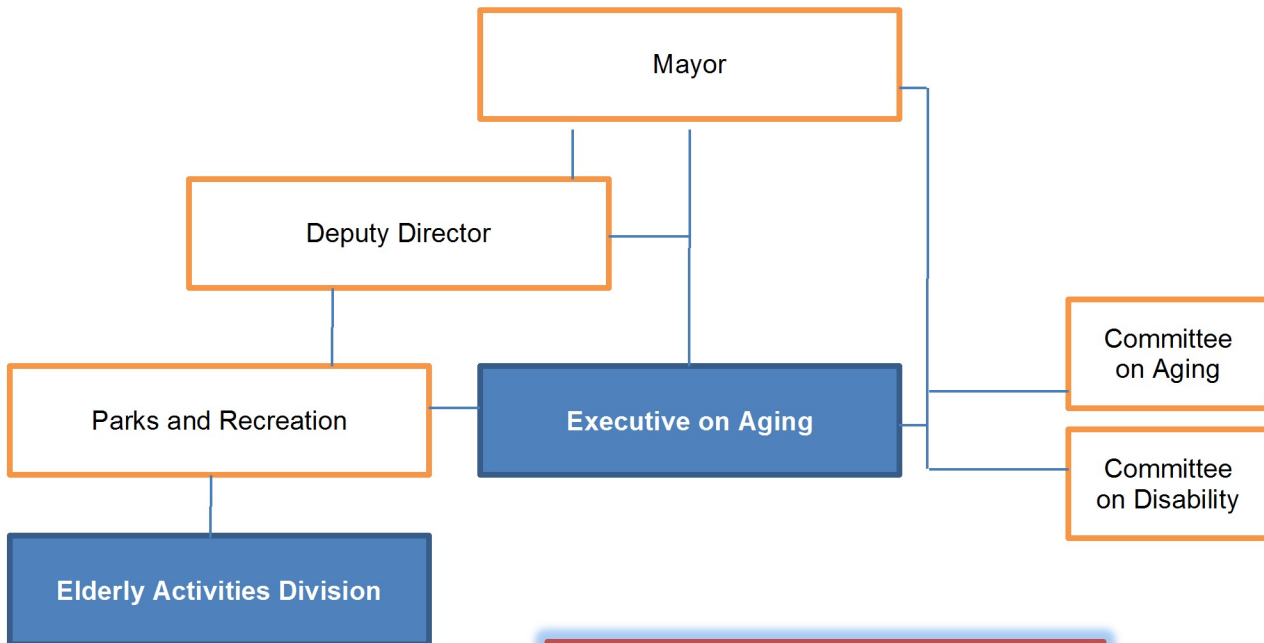 Mayor
Deputy Director
Committee
on Aging
Parks and Recreation
Executive on Aging
Committee
on Disability
Elderly Activities Division